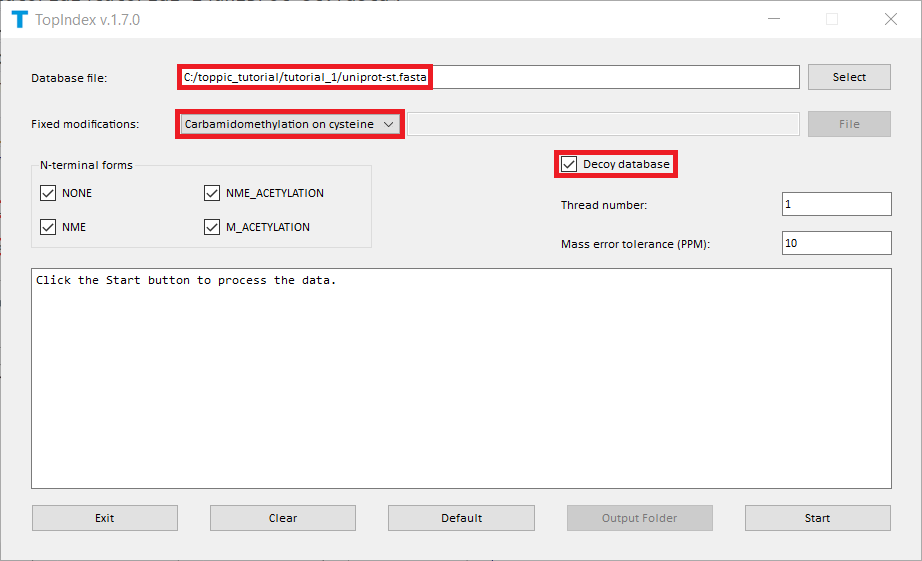 TopIndex v.1.7.0
Database file: C:/toppic_tutorial/tutorial_1/uniprot-st.fasta Select
Fixed modifications: Carbamidomethylation on cysteine File
N-terminal forms
Decoy database
NONE NME_ACETYLATION
Thread number: 1
NME M_ACETYLATION
Mass error tolerance (PPM): 10
Click the Start button to process the data.
Exit Clear Default Output Folder Start